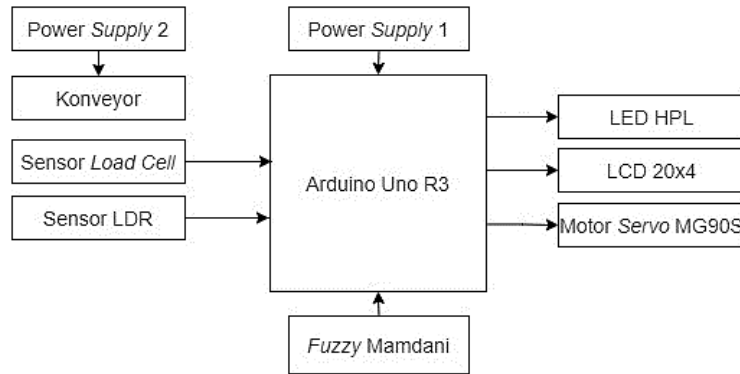 Power Supply 2
Power Supply 1
Konveyor
Sensor Load Cell
Sensor LDR
Arduino Uno R3
LED HPL
LCD 20x4
Motor Servo MG90S
Fuzzy Mamdani